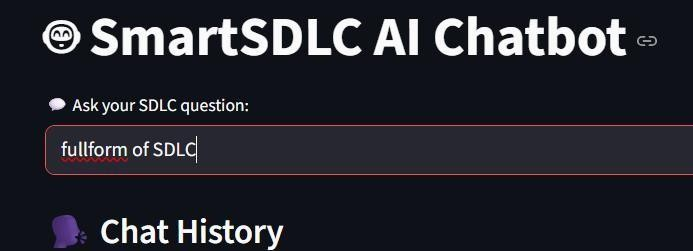 SmartSDLC AI Chatbot
Ask your SDLC question:
fullform of SDLC
Chat History